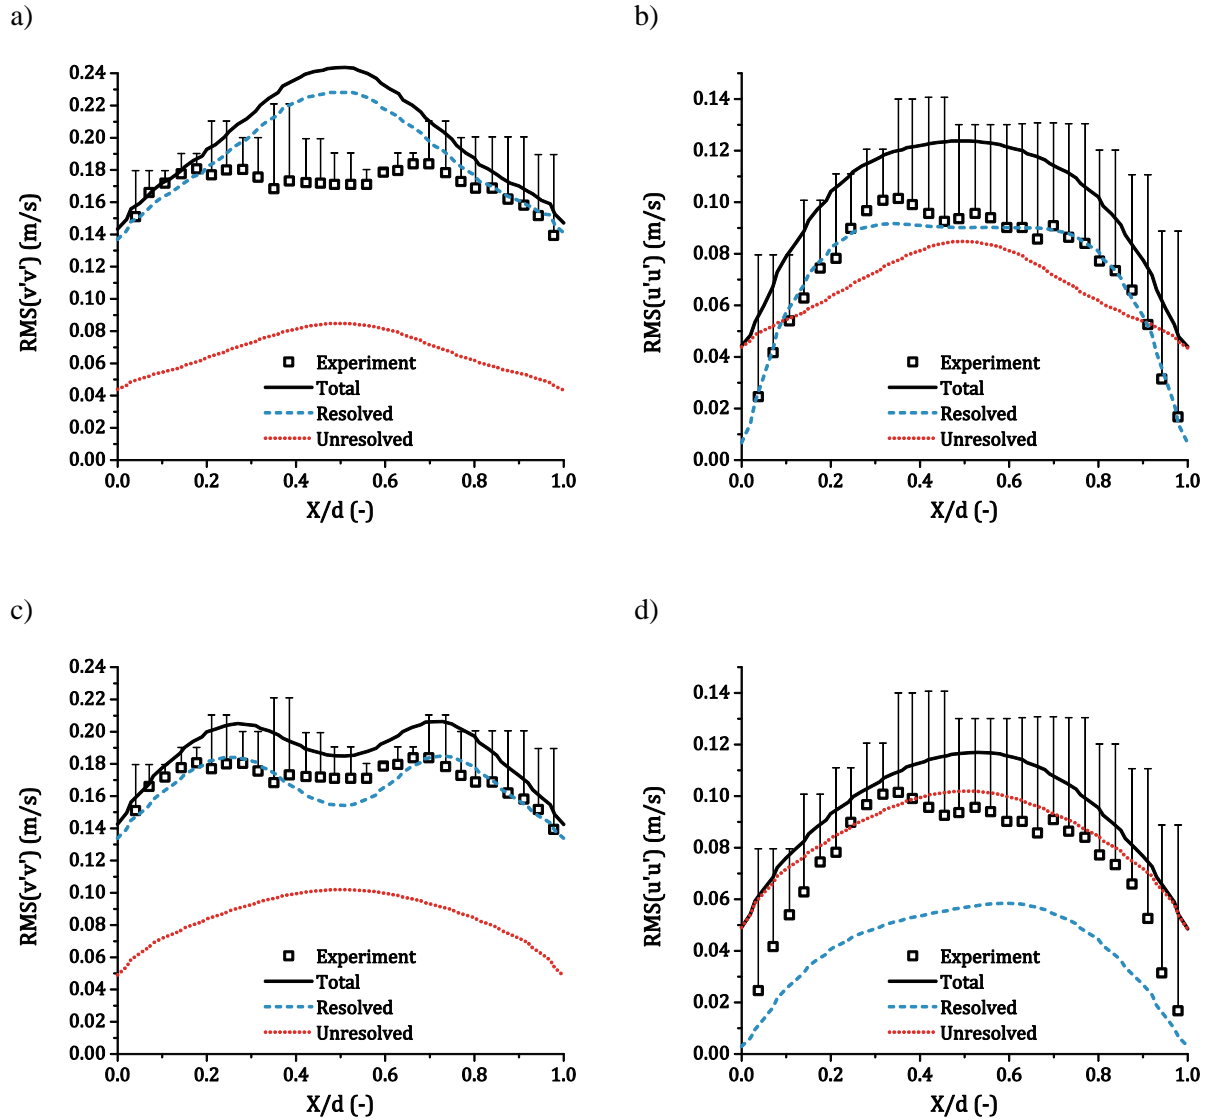 a)
0.24
0.22
0.20
0.18
0.16
0.14
0.12
0.10
0.08
0.06
0.04
0.02
0.00
RMS(v'v') (m/s)
Experiment
Total
Resolved
Unresolved
0.0
0.2
0.4
0.6
0.8
1.0
X/d (-)
b)
0.14
0.12
0.10
0.08
0.06
0.04
0.02
0.00
RMS(u'u') (m/s)
Experiment
Total
Resolved
Unresolved
0.0
0.2
0.4
0.6
0.8
1.0
X/d (-)
c)
0.24
0.22
0.20
0.18
0.16
0.14
0.12
0.10
0.08
0.06
0.04
0.02
0.00
RMS(v'v') (m/s)
Experiment
Total
Resolved
Unresolved
0.0
0.2
0.4
0.6
0.8
1.0
X/d (-)
d)
0.14
0.12
0.10
0.08
0.06
0.04
0.02
0.00
RMS(u'u') (m/s)
Experiment
Total
Resolved
Unresolved
0.0
0.2
0.4
0.6
0.8
1.0
X/d (-)